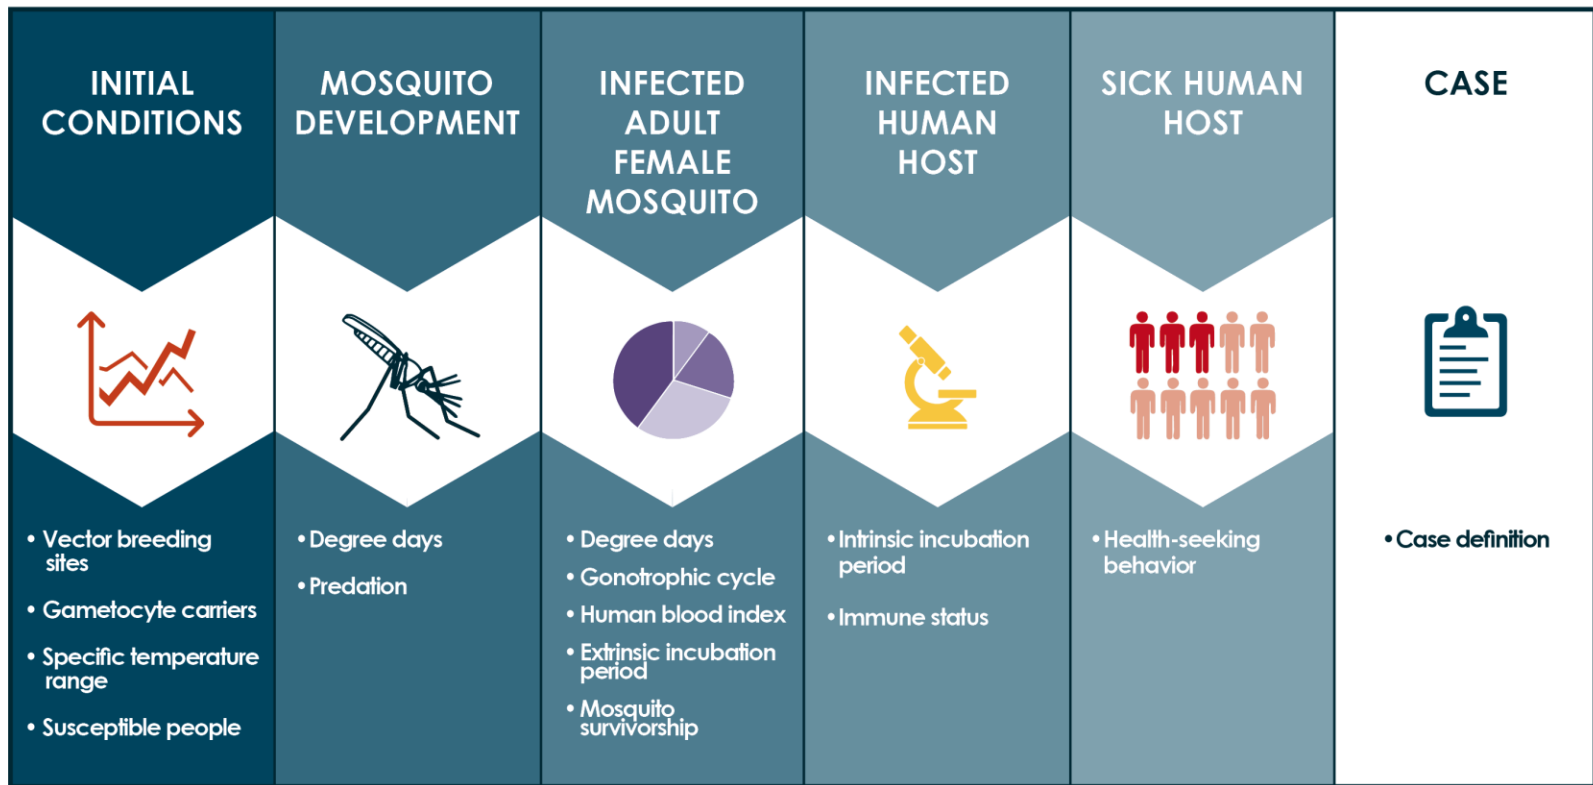 INITIAL
CONDITIONS
MOSQUITO
DEVELOPMENT
INFECTED
ADULT
FEMALE
MOSQUITO
INFECTED
HUMAN
HOST
SICK HUMAN
HOST
CASE
• Vector breeding
sites
• Gametocyte carriers
• Specific temperature
range
• Susceptible people
• Degree days
• Predation
• Degree days
• Gonotrophic cycle
• Human blood index
• Extrinsic incubation
period
• Mosquito
survivorship
• Intrinsic incubation
period
• Immune status
• Health-seeking
behavior
• Case definition